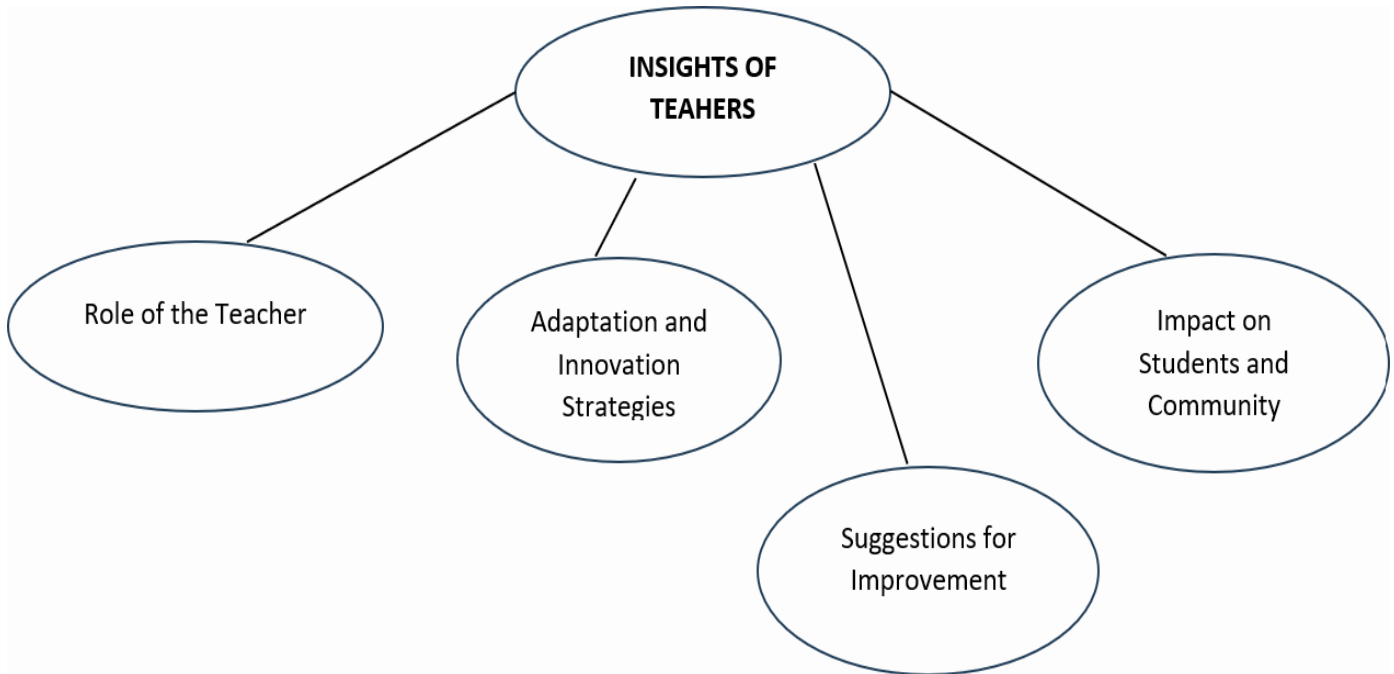 INSIGHTS OF
TEAHERS
Role of the Teacher
Adaptation and
Innovation
Strategies
Impact on
Students and
Community
Suggestions for
Improvement